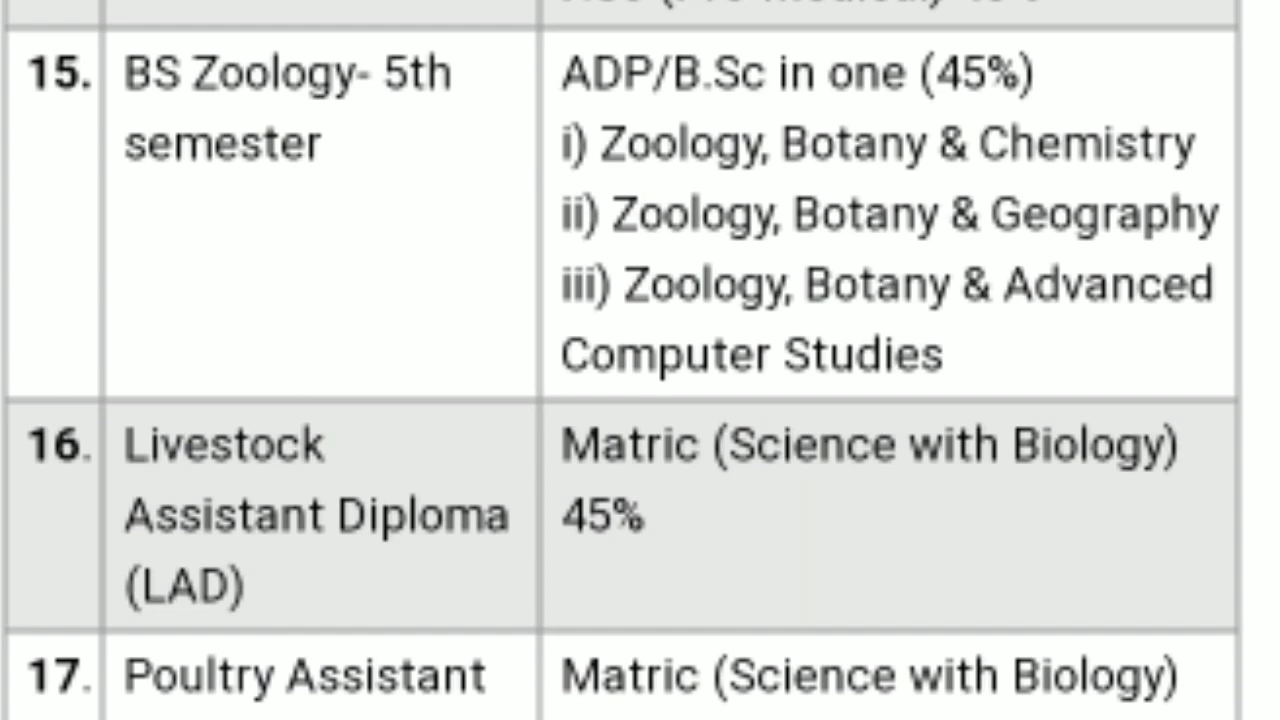 15. BS Zoology- 5th ADP/B.Sc in one (45%)
semester i) Zoology, Botany & Chemistry
ii) Zoology, Botany & Geography
iii) Zoology, Botany & Advanced
Computer Studies
16. Livestock Matric (Science with Biology)
Assistant Diploma 45%
(LAD)
17. Poultry Assistant Matric (Science with Biology)